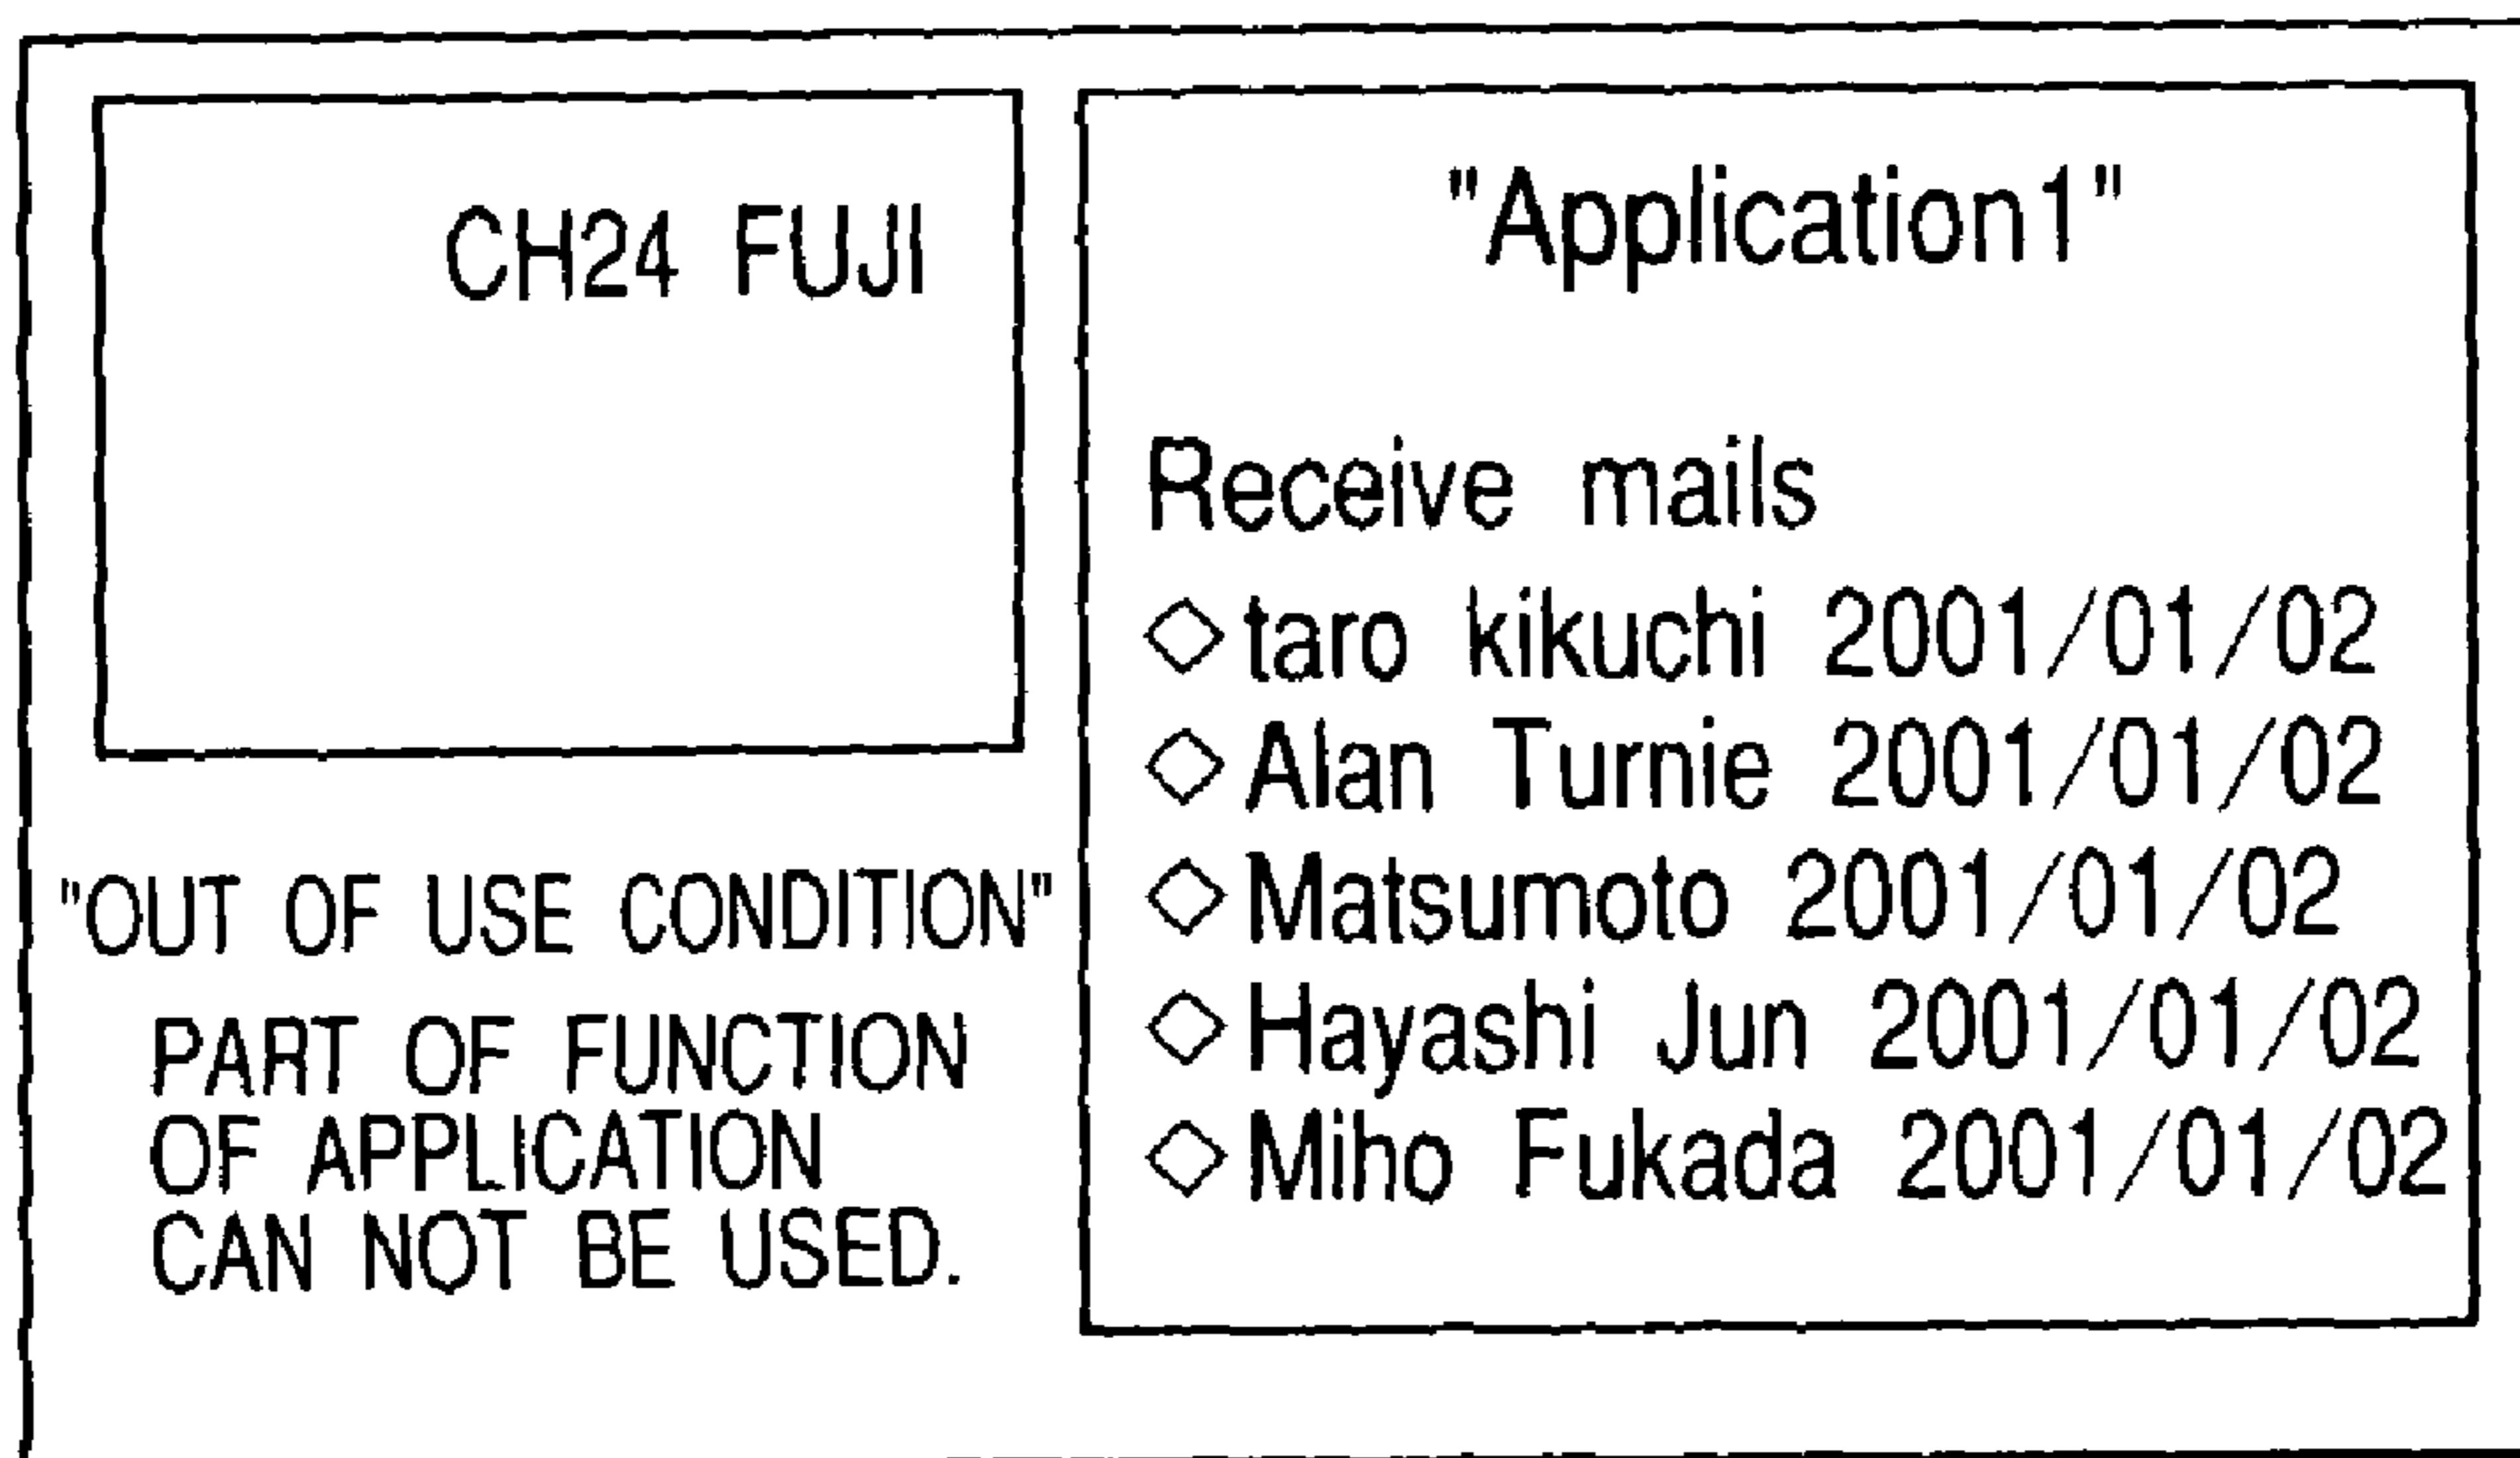 CH24 FUJI
"OUT OF USE CONDITION"
PART OF FUNCTION
OF APPLICATION
CAN NOT BE USED.
"Application1"
Receive mails
◇taro kikuchi 2001/01/02
◇Alan Turnie 2001/01/02
◇Matsumoto 2001/01/02
◇Hayashi Jun 2001/01/02
◇Miho Fukada 2001/01/02